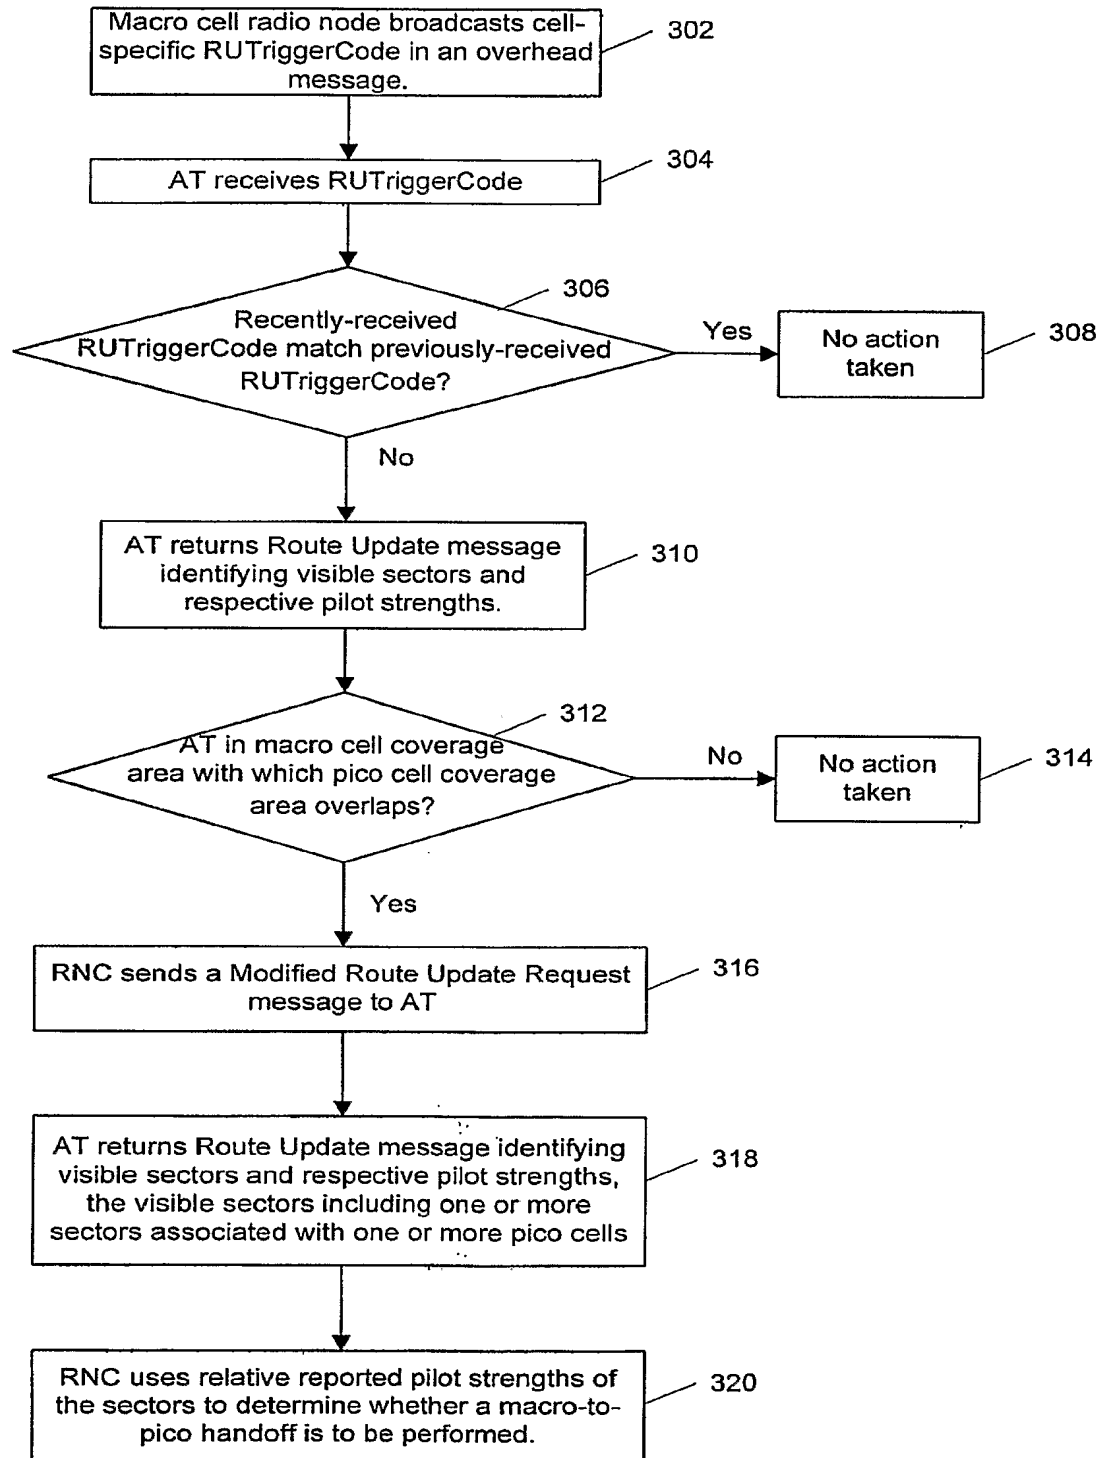 Macro cell radio node broadcasts cell-
specific RUTriggerCode in an overhead
message.
302
AT receives RUTriggerCode
304
306
Recently-received
RUTriggerCode match previously-received
RUTriggerCode?
Yes
No action
taken
308
No
AT returns Route Update message
identifying visible sectors and
respective pilot strengths.
310
312
AT in macro cell coverage
area with which pico cell coverage
area overlaps?
No
No action
taken
314
Yes
RNC sends a Modified Route Update Request
message to AT
316
AT returns Route Update message identifying
visible sectors and respective pilot strengths,
the visible sectors including one or more
sectors associated with one or more pico cells
318
RNC uses relative reported pilot strengths of
the sectors to determine whether a macro-to-
pico handoff is to be performed.
320